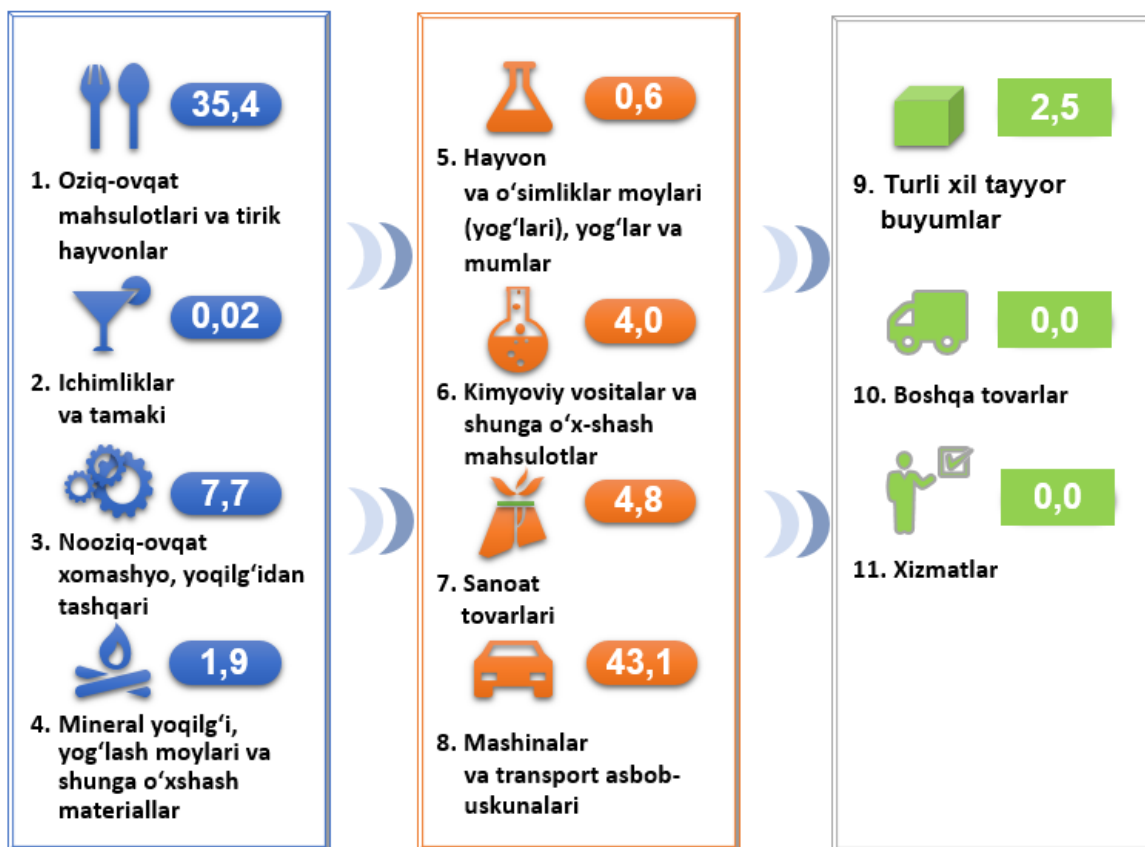 35,4
1. Oziq-ovqat
mahsulotlari va tirik
hayvonlar
0,02
2. Ichimliklar
va tamaki
7,7
3. Nooziq-ovqat
xomashyo, yoqilg‘idan
tashqari
1,9
4. Mineral yoqilg‘i,
yog‘lash moylari va
shunga o‘xshash
materiallar
0,6
5. Hayvon
va o‘simliklar moylari
(yog‘lari), yog‘lar va
mumlar
4,0
6. Kimyoviy vositalar va
shunga o‘x-shash
mahsulotlar
4,8
7. Sanoat
tovarlari
43,1
8. Mashinalar
va transport asbob-
uskunalari
2,5
9. Turli xil tayyor
buyumlar
0,0
10. Boshqa tovarlar
0,0
11. Xizmatlar